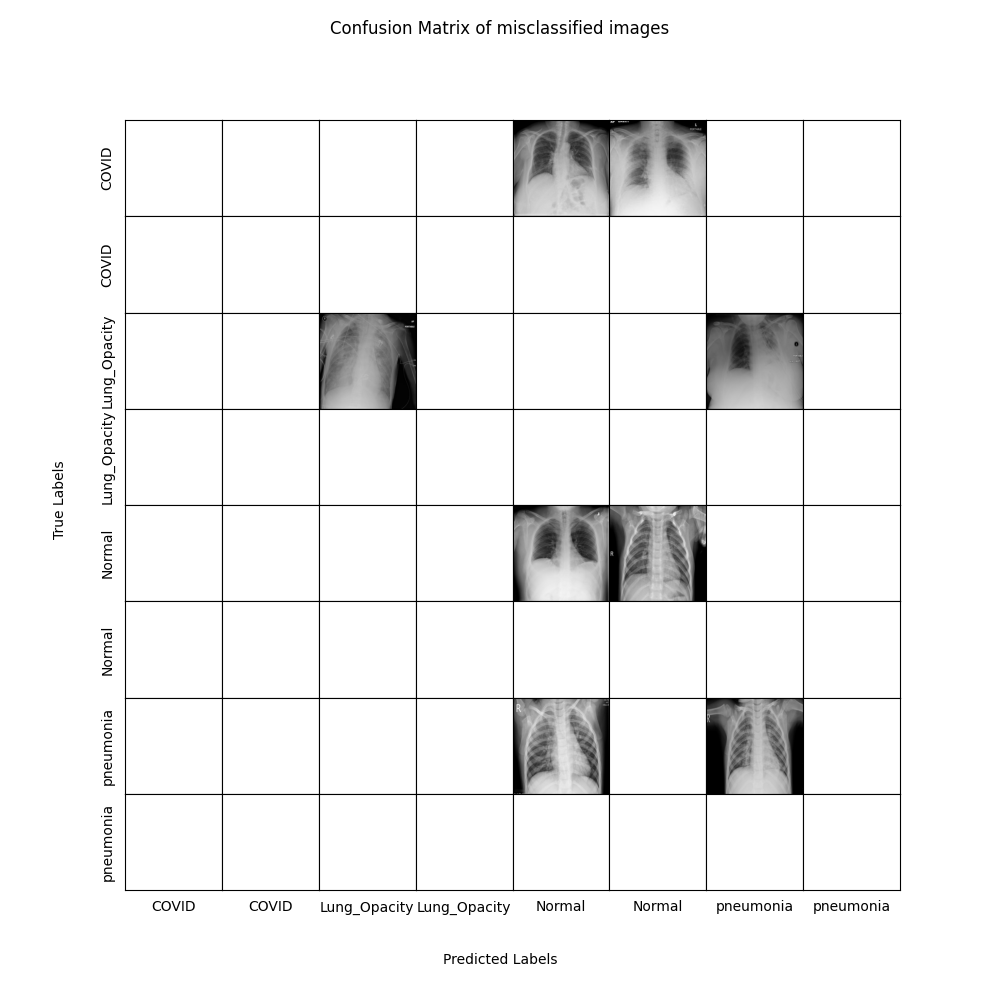 Confusion Matrix of misclassified images
COVID
COVID
Lung_Opacity
Lung_Opacity
Normal
Normal
pneumonia
pneumonia
True Labels
R
R
COVID
COVID
Lung_Opacity
Lung_Opacity
Normal
Normal
pneumonia
pneumonia
Predicted Labels